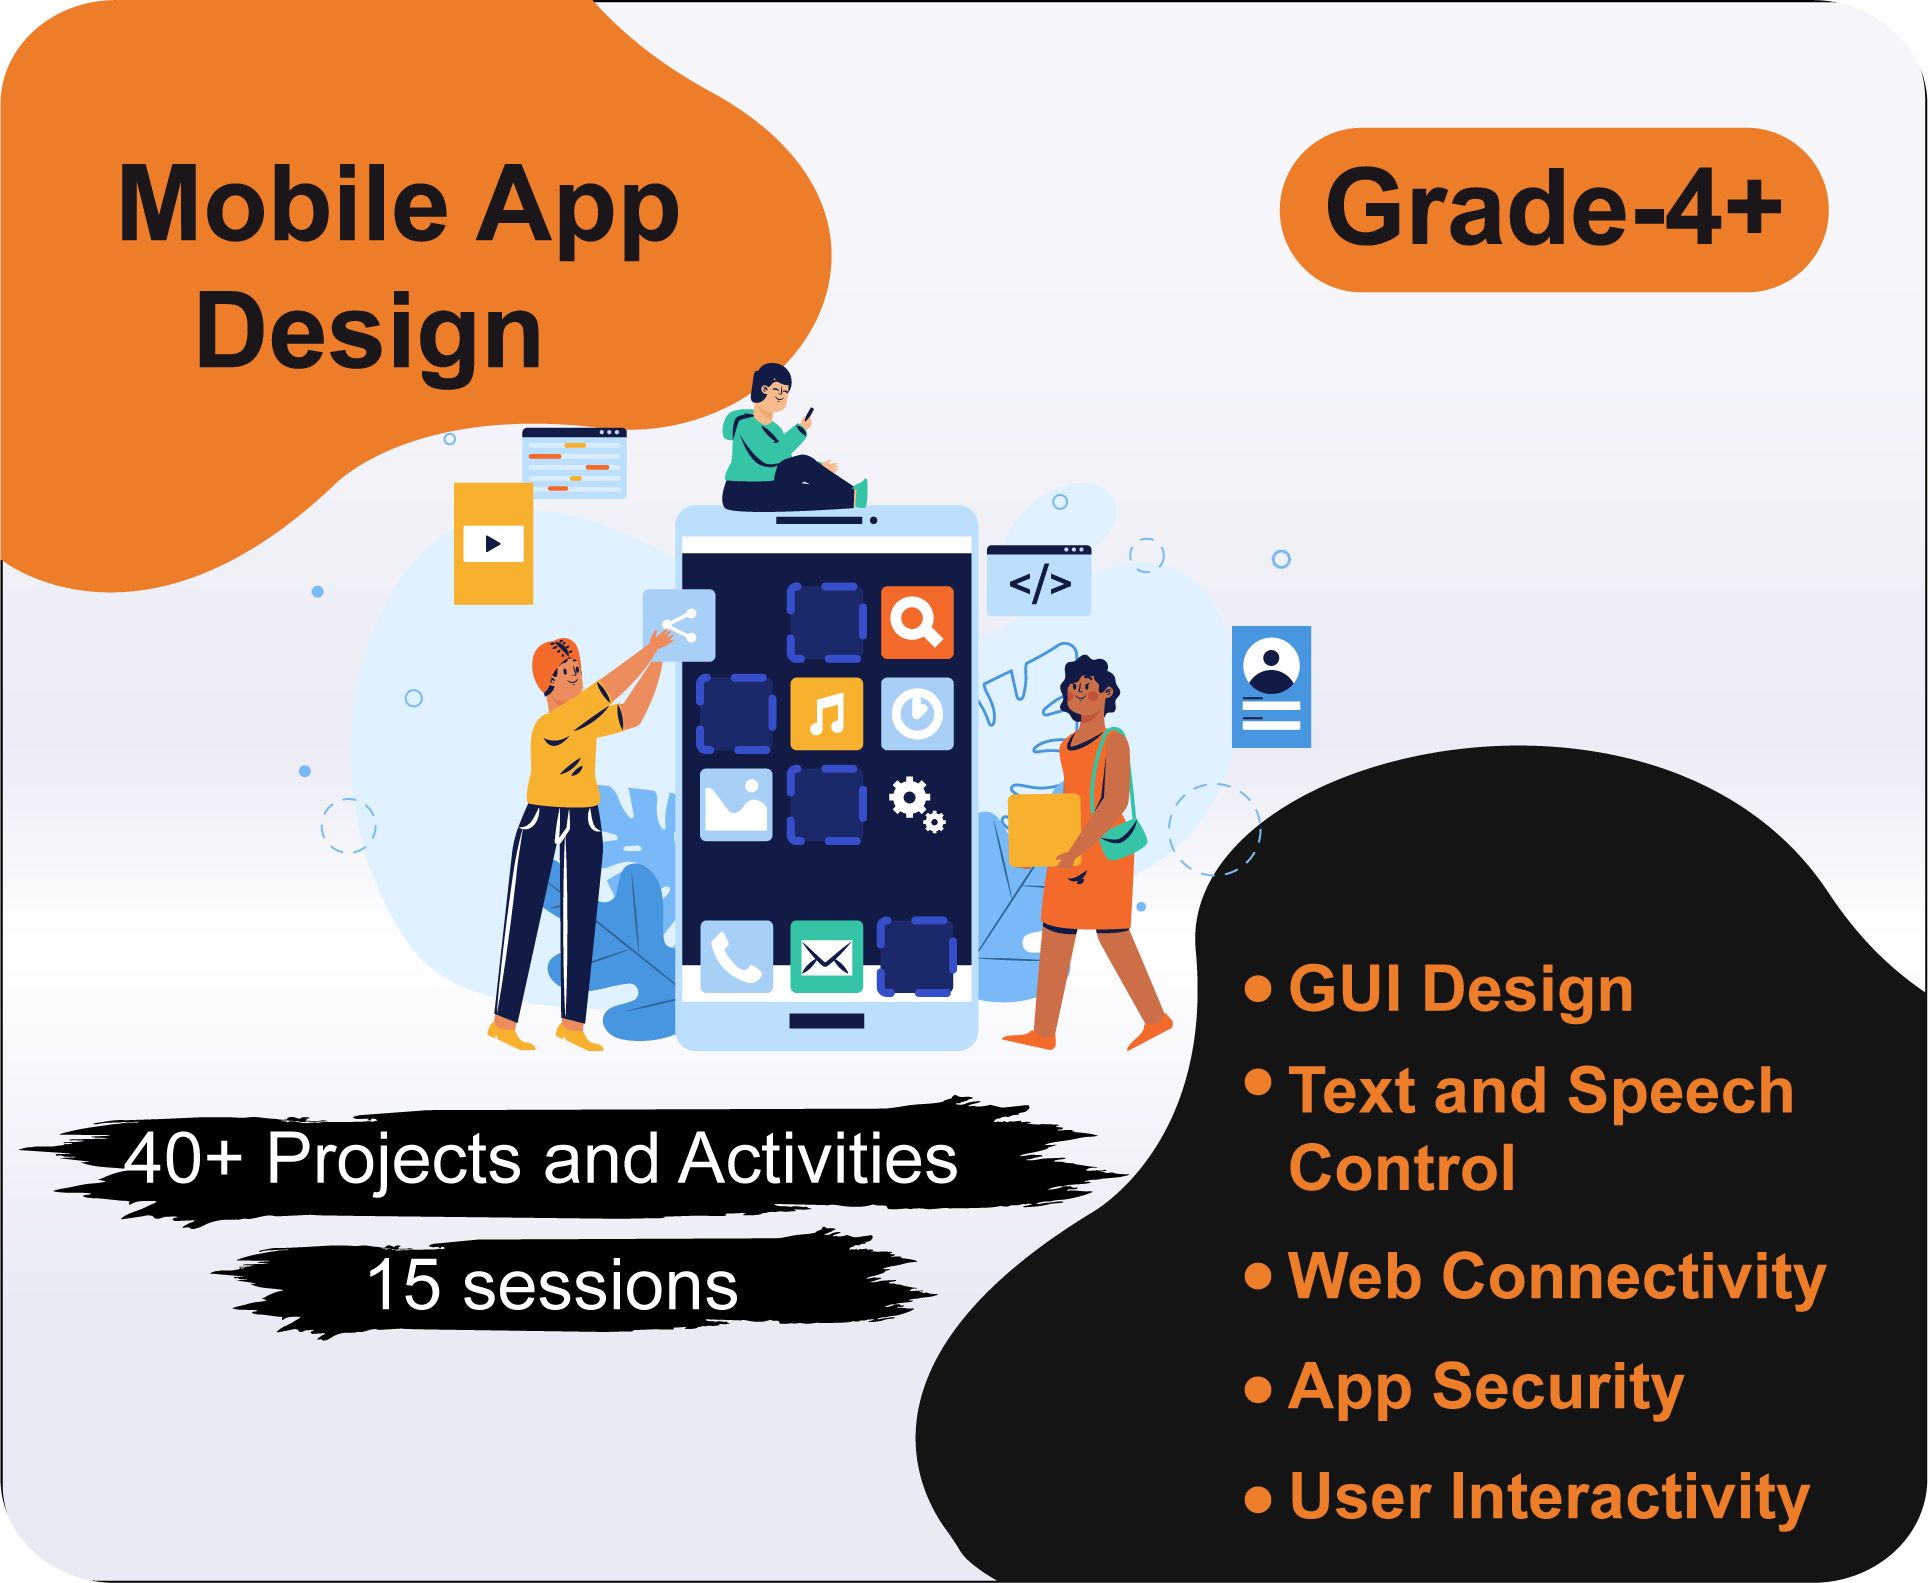 Mobile App
Design
Grade-4+
</>
40+ Projects and Activities
15 sessions
• GUI Design
• Text and Speech
Control
• Web Connectivity
• App Security
• User Interactivity